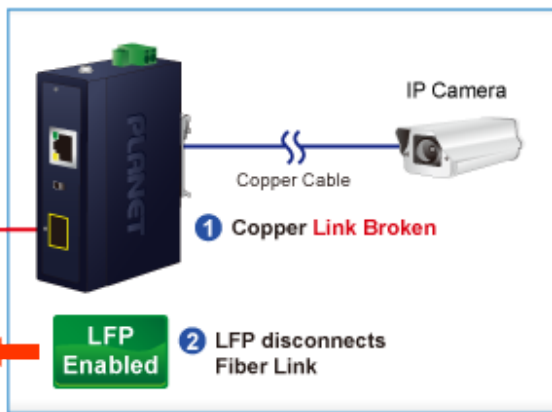 IP Camera
PLANET
Copper Cable
1 Copper Link Broken
LFP
Enabled
2 LFP disconnects
Fiber Link